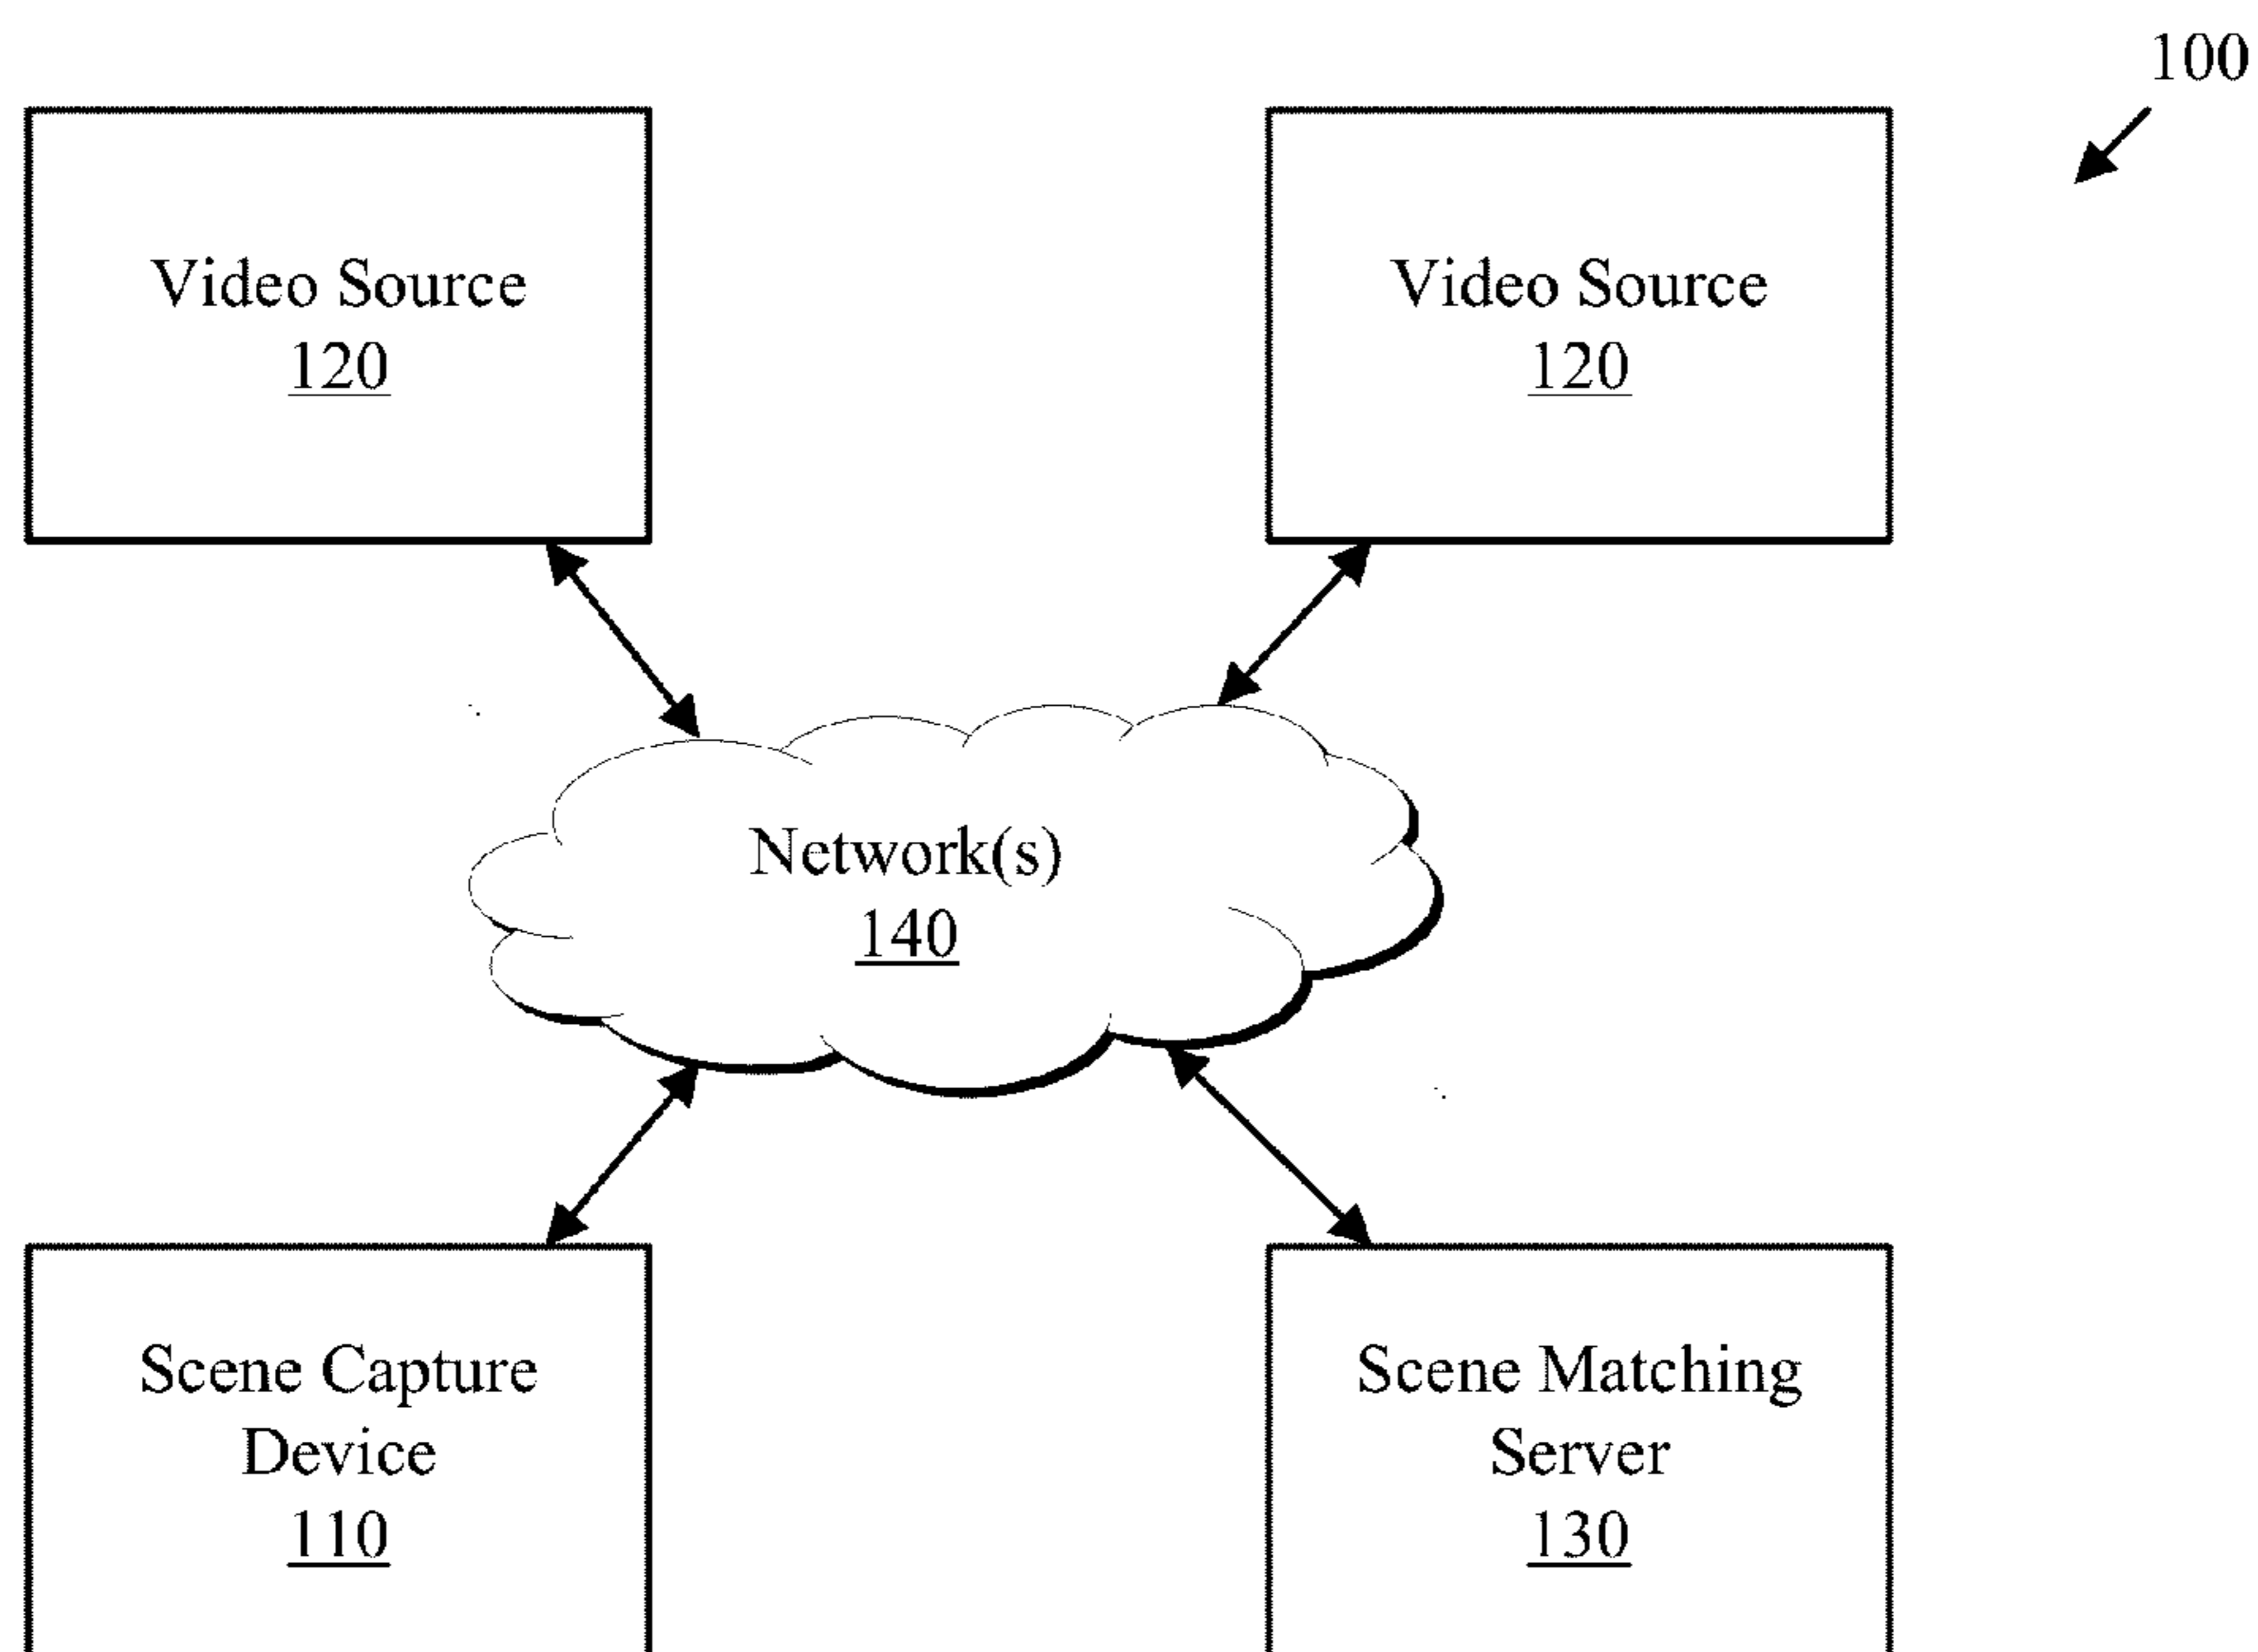 100
Video Source
120
Video Source
120
Network(s)
140
Scene Capture
Device
110
Scene Matching
Server
130